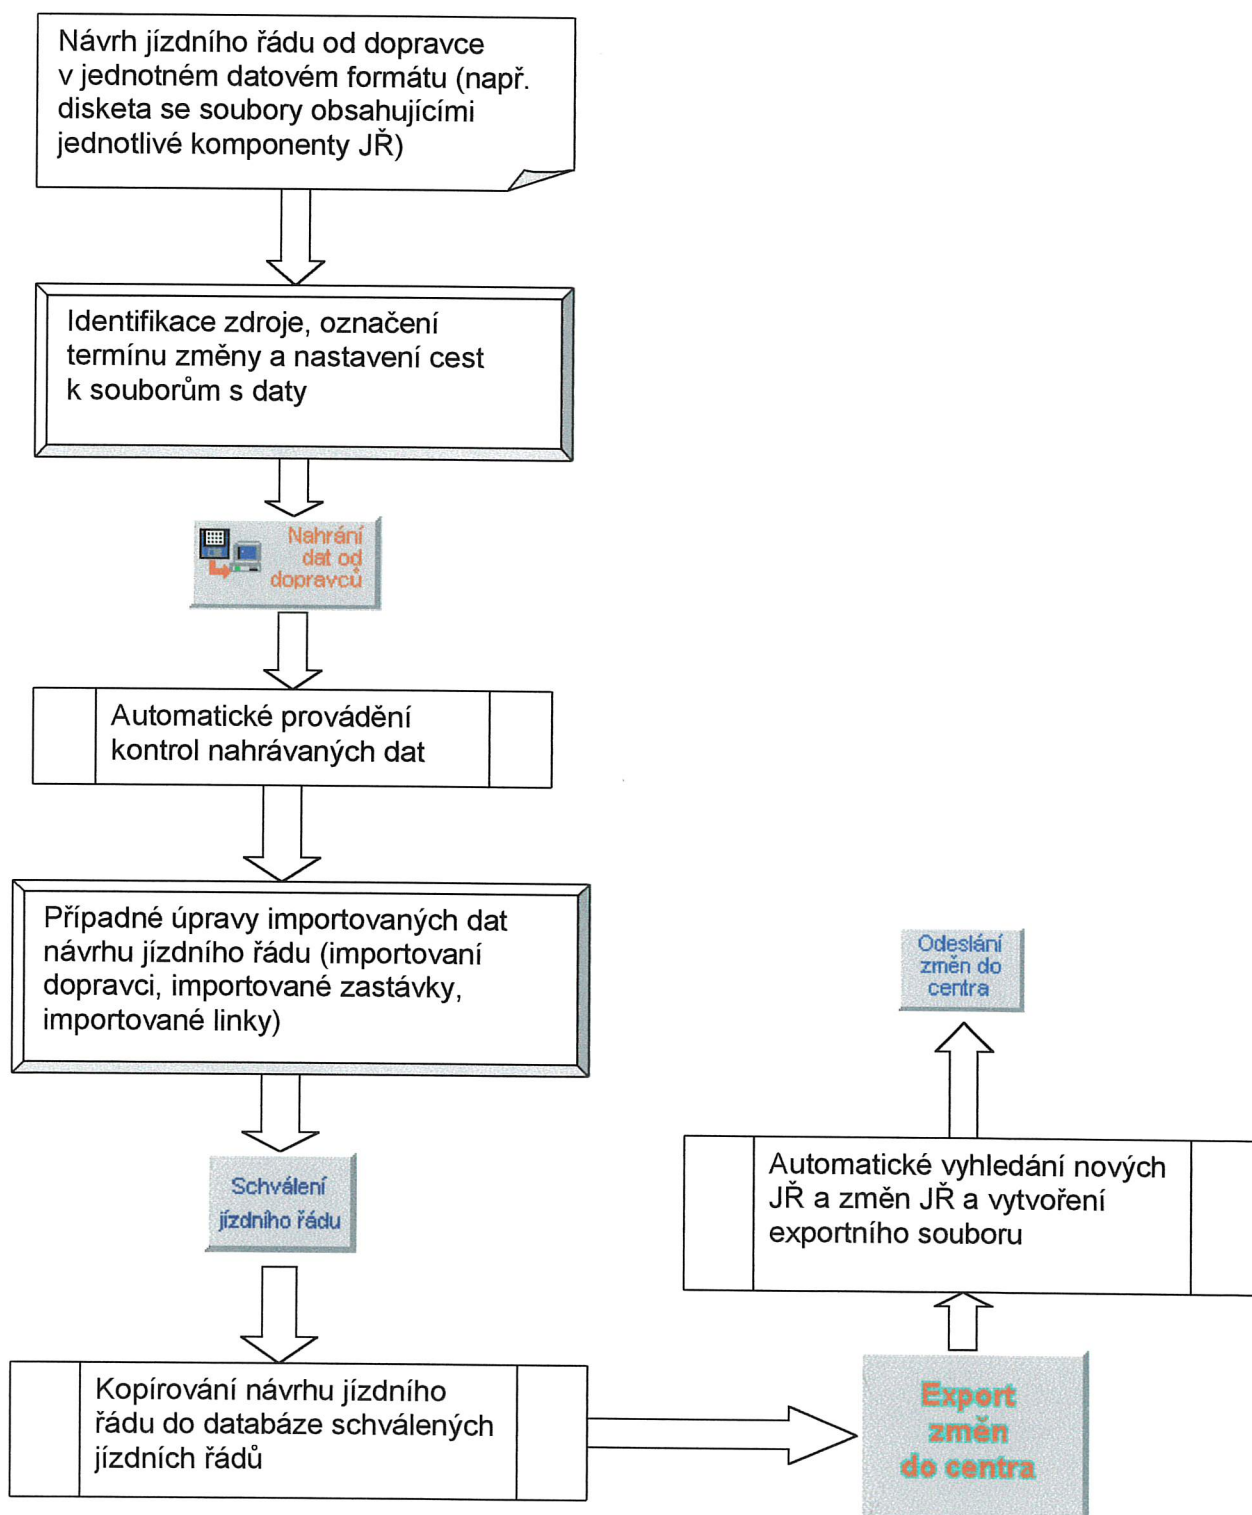 Návrh jízdního řádu od dopravce
v jednotném datovém formátu (např.
disketa se soubory obsahujícími
jednotlivé komponenty JŘ)
Identifikace zdroje, označení
termínu změny a nastavení cest
k souborům s daty
Nahrání
dat od
dopravců
Automatické provádění
kontrol nahrávaných dat
Případné úpravy importovaných dat
návrhu jízdního řádu (importovaní
dopravci, importované zastávky,
importované linky)
Schválení
jízdního řádu
Kopírování návrhu jízdního
řádu do databáze schválených
jízdních řádů
Export
změn
do centra
Automatické vyhledání nových
JŘ a změn JŘ a vytvoření
exportního souboru
Odeslání
změn do
centra